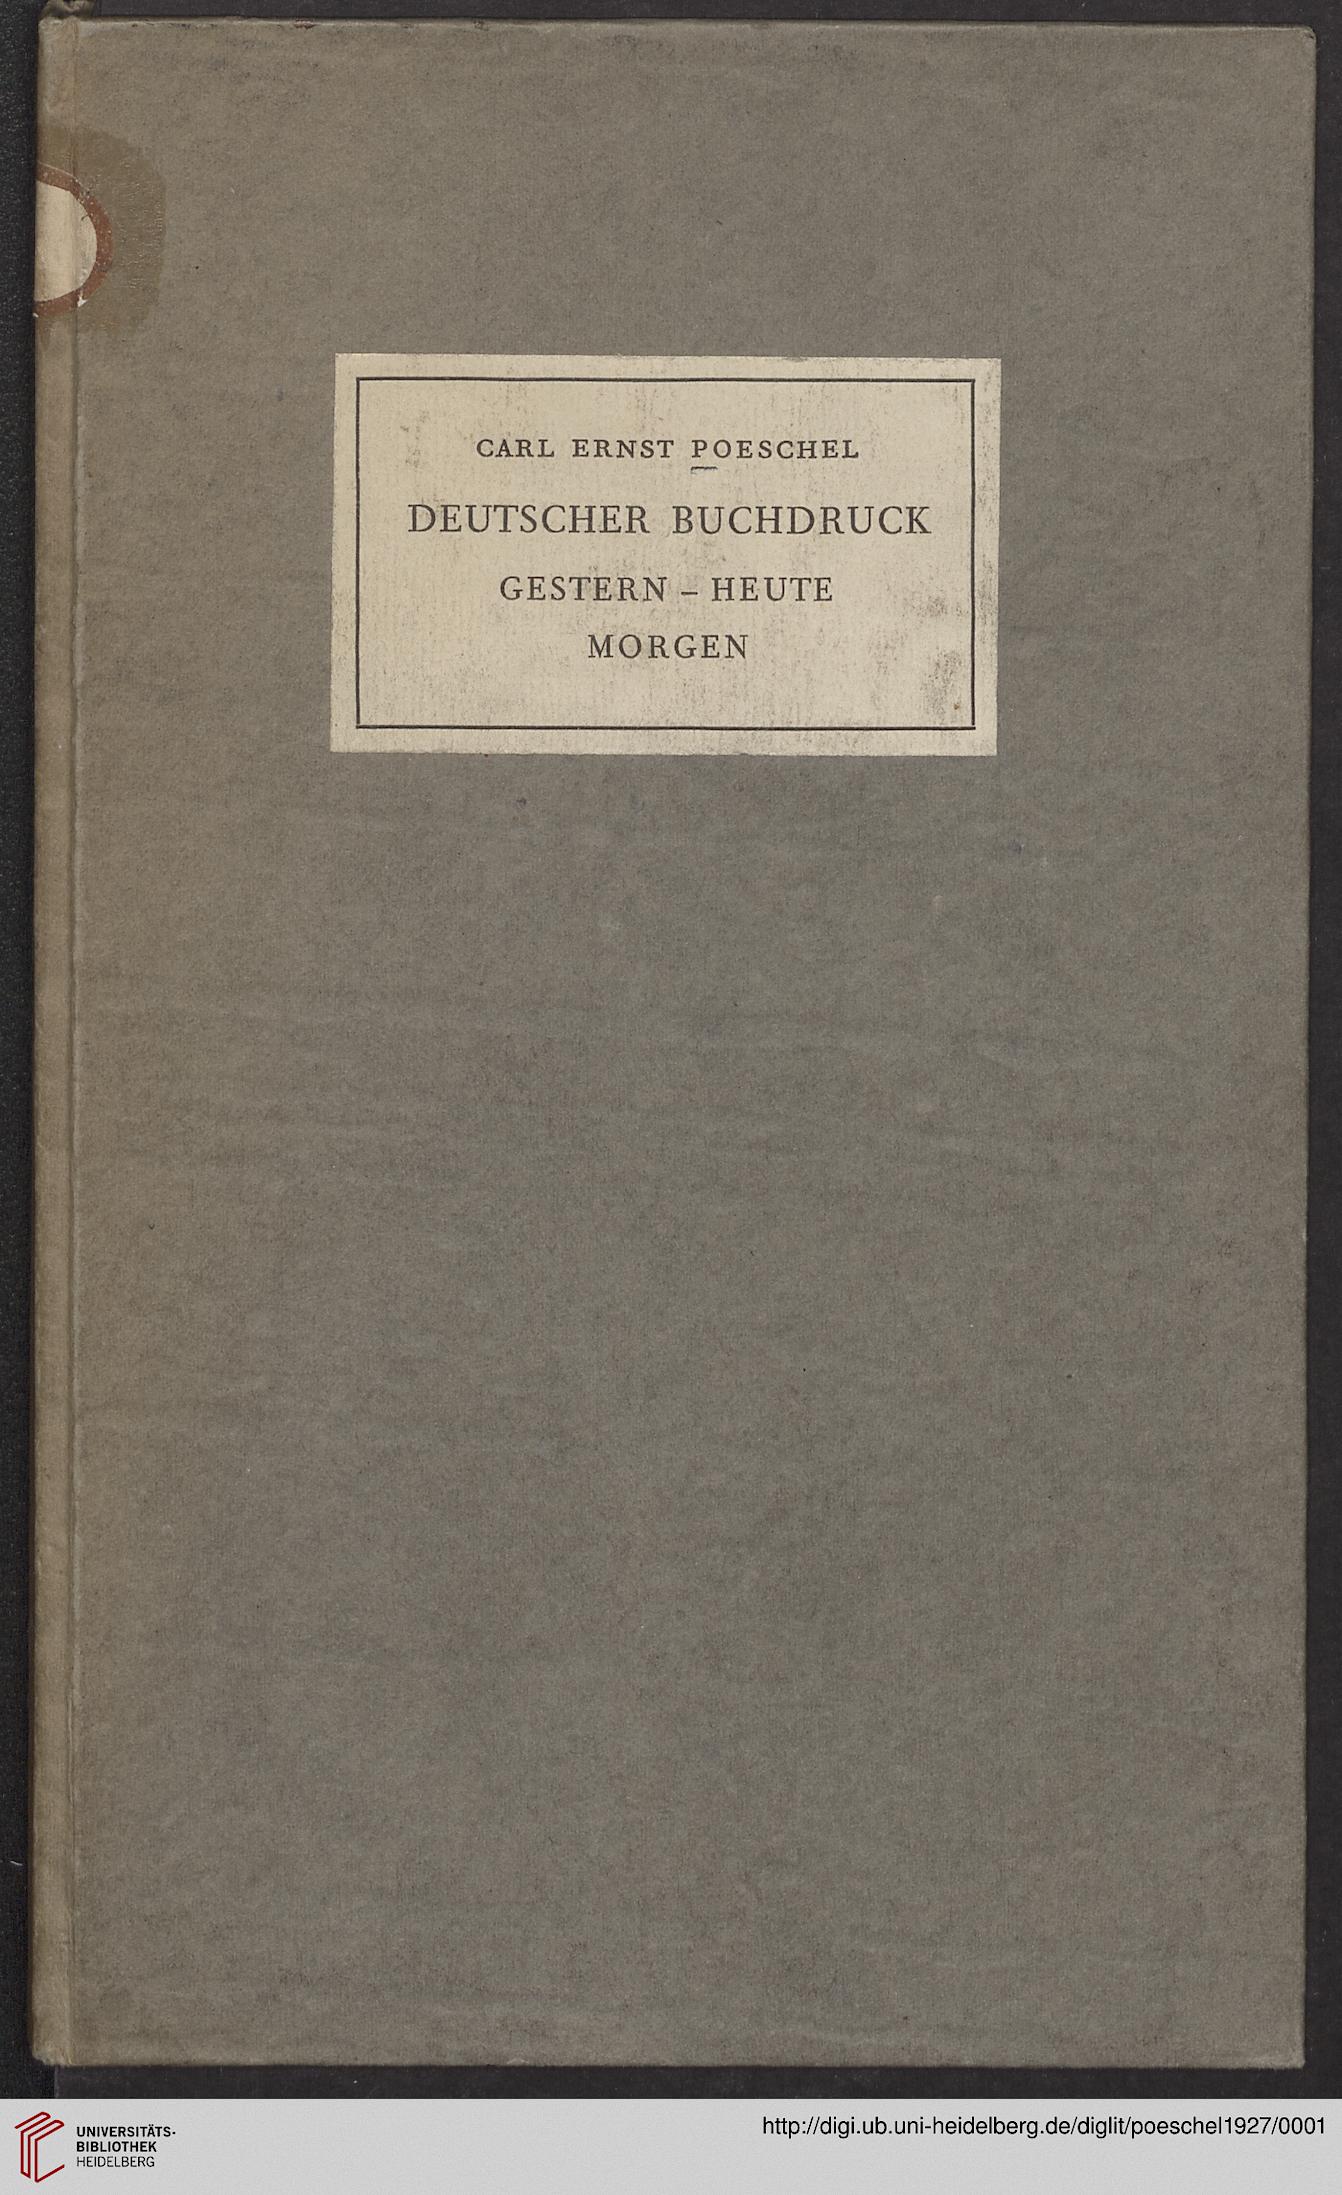 CARL ERNST POESCHEL
DEUTSCHER BUCHDRUCK
GESTERN – HEUTE
MORGEN
UNIVERSITÄTS-
BIBLIOTHEK
HEIDELBERG
http://digi.ub.uni-heidelberg.de/diglit/poeschel1927/0001